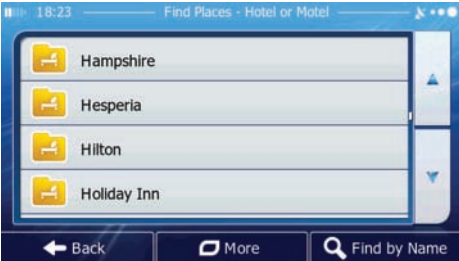 18:23 Find Places - Hotel or Motel
Hampshire
Hesperia
Hilton
Holiday Inn
Back More Find by Name